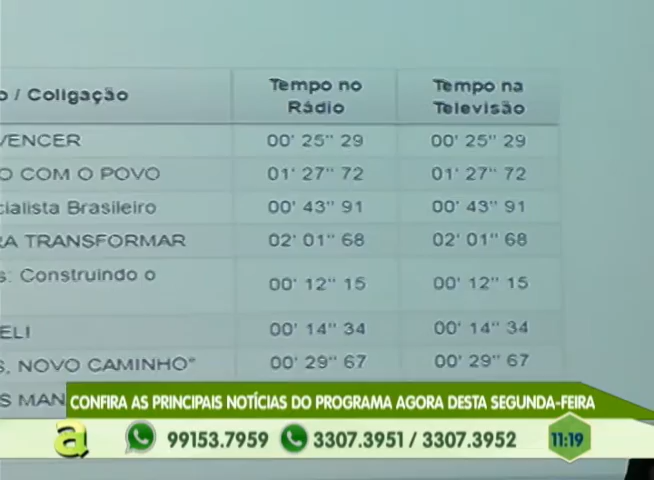 / Coligação
Tempo no
Rádio
Tempo na
Televisão
VENCER 00' 25" 29 00' 25" 29
O COM O POVO 01' 27" 72 01' 27" 72
cialista Brasileiro 00' 43" 91 00' 43" 91
RA TRANSFORMAR 02' 01" 68 02' 01" 68
s: Construindo o 00' 12" 15 00' 12" 15
ELI 00' 14" 34 00' 14" 34
S, NOVO CAMINHO" 00' 29" 67 00' 29" 67
S MAN
CONFIRA AS PRINCIPAIS NOTÍCIAS DO PROGRAMA AGORA DESTA SEGUNDA-FEIRA
a 99153.7959 3307.3951 / 3307.3952 11:19